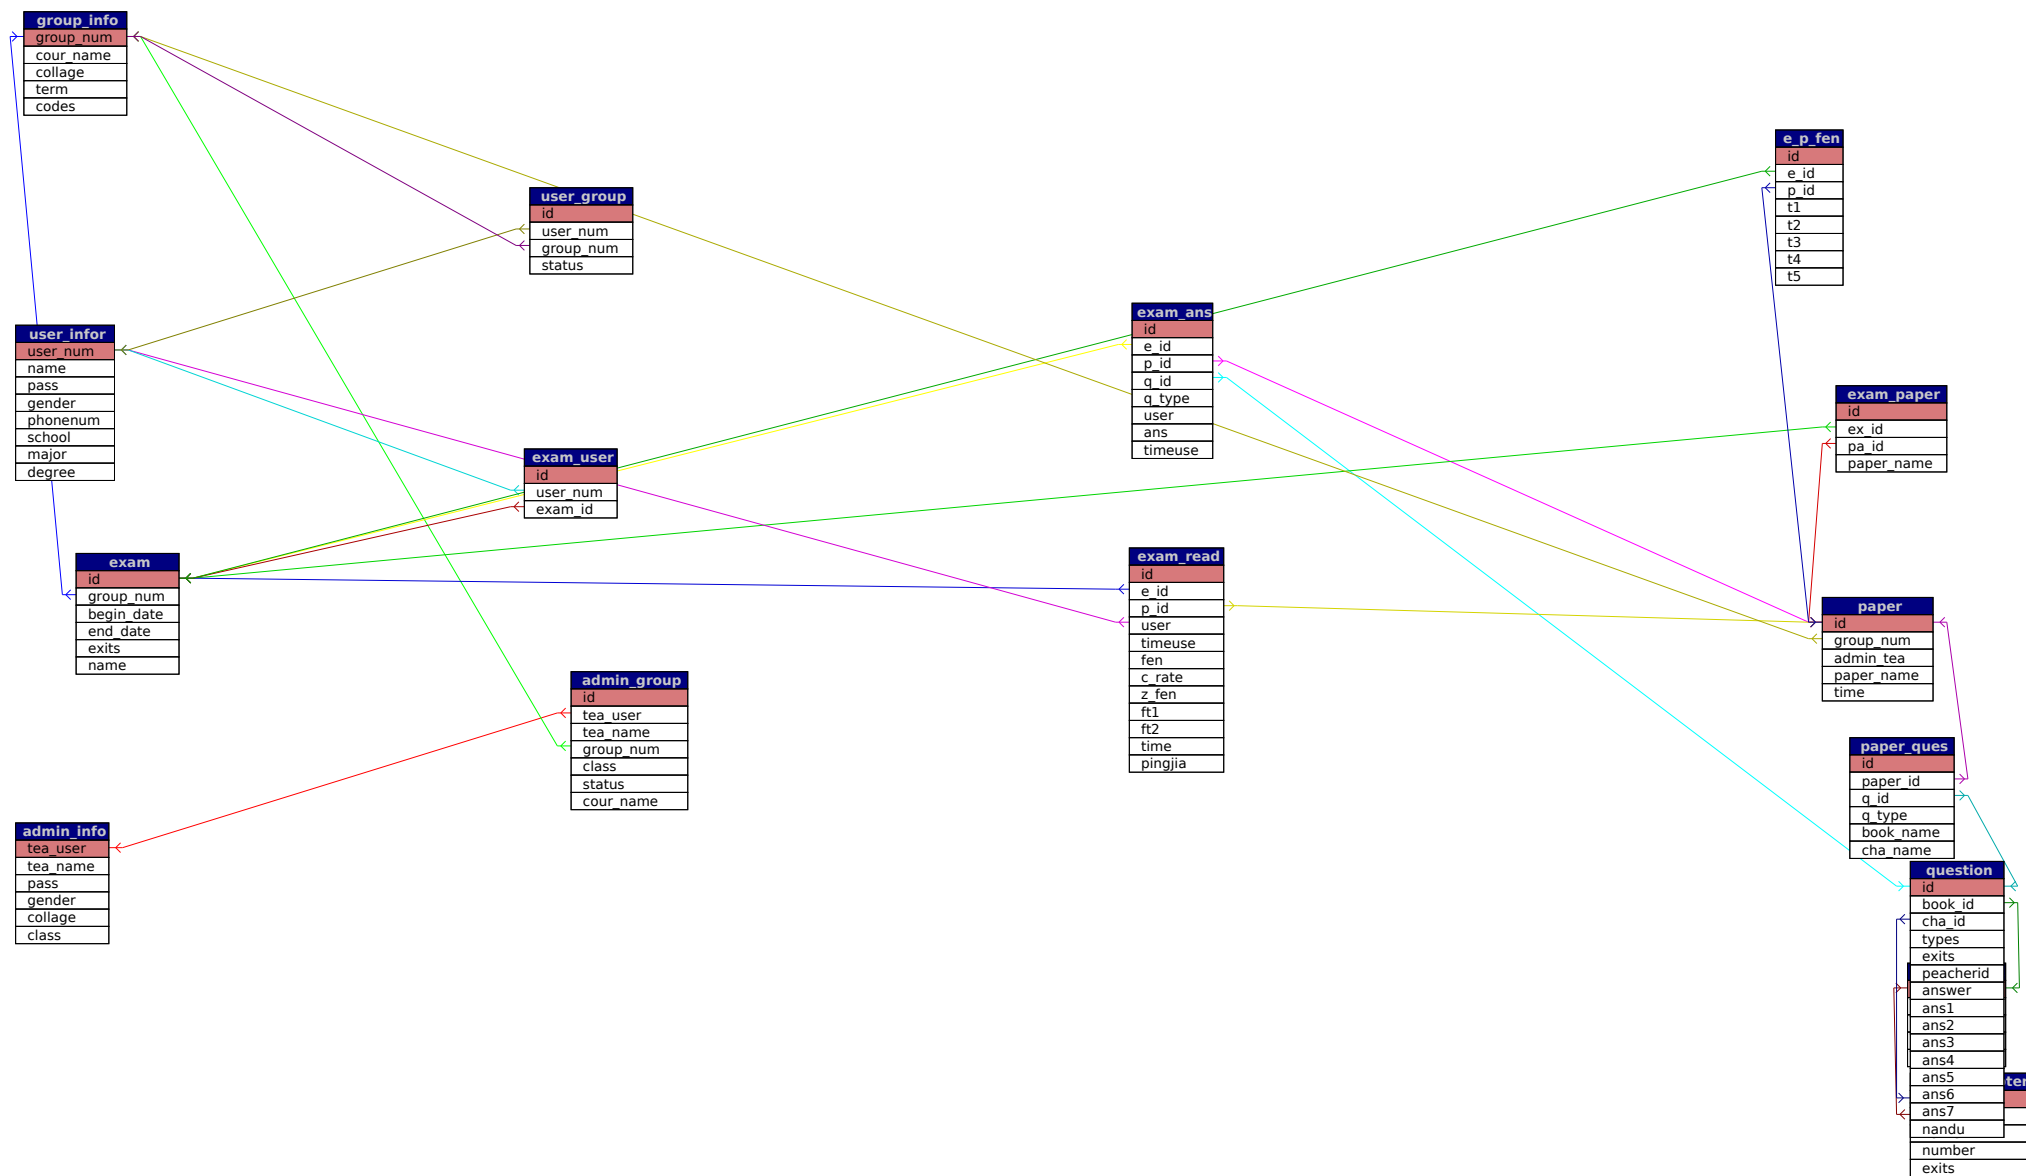 group_info
group_num
cour_name
collage
term
codes
user_infor
user_num
name
pass
gender
phonenum
school
major
degree
exam
id
group_num
begin_date
end_date
exits
name
admin_info
tea_user
tea_name
pass
gender
collage
class
user_group
id
user_num
group_num
status
exam_user
id
user_num
exam_id
admin_group
id
tea_user
tea_name
group_num
class
status
cour_name
exam_ans
id
e_id
p_id
q_id
q_type
user
ans
timeuse
exam_read
id
e_id
p_id
user
timeuse
fen
c_rate
z_fen
ft1
ft2
time
pingjia
e_p_fen
id
e_id
p_id
t1
t2
t3
t4
t5
exam_paper
id
ex_id
pa_id
paper_name
paper
id
group_num
admin_tea
paper_name
time
paper_ques
id
paper_id
q_id
q_type
book_name
cha_name
question
id
book_id
cha_id
types
exits
peacherid
answer
ans1
ans2
ans3
ans4
ans5
ans6
ans7
nandu
number
exits